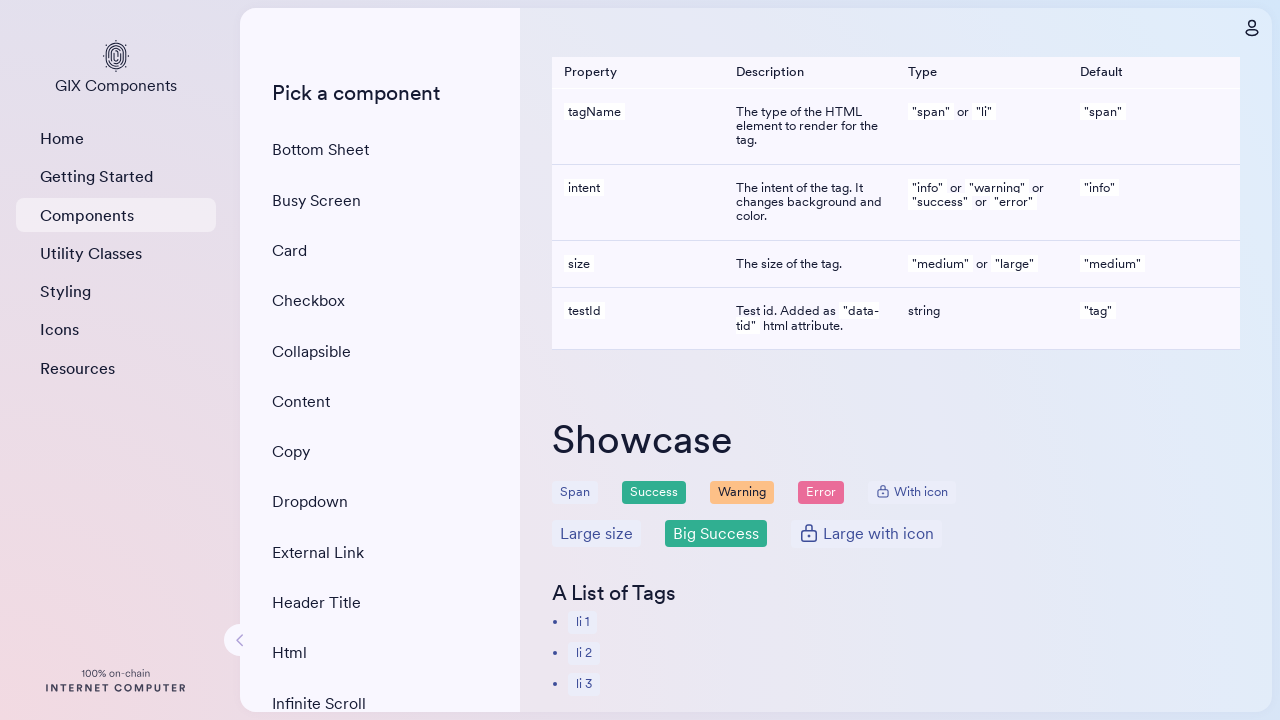 GIX Components
Home
Getting Started
Components
Utility Classes
Styling
Icons
Resources
100% on-chain
INTERNET COMPUTER
Pick a component
Bottom Sheet
Busy Screen
Card
Checkbox
Collapsible
Content
Copy
Dropdown
External Link
Header Title
Html
Infinite Scroll
Property Description Type Default
tagName The type of the HTML "span" or "li" "span"
element to render for the
tag.
intent The intent of the tag. It "info" or "warning" or "info"
changes background and "success" or "error"
color.
size The size of the tag. "medium" or "large" "medium"
testId Test id. Added as "data- string "tag"
tid" html attribute.
Showcase
Span Success Warning Error With icon
Large size Big Success Large with icon
A List of Tags
• li 1
• li 2
• li 3